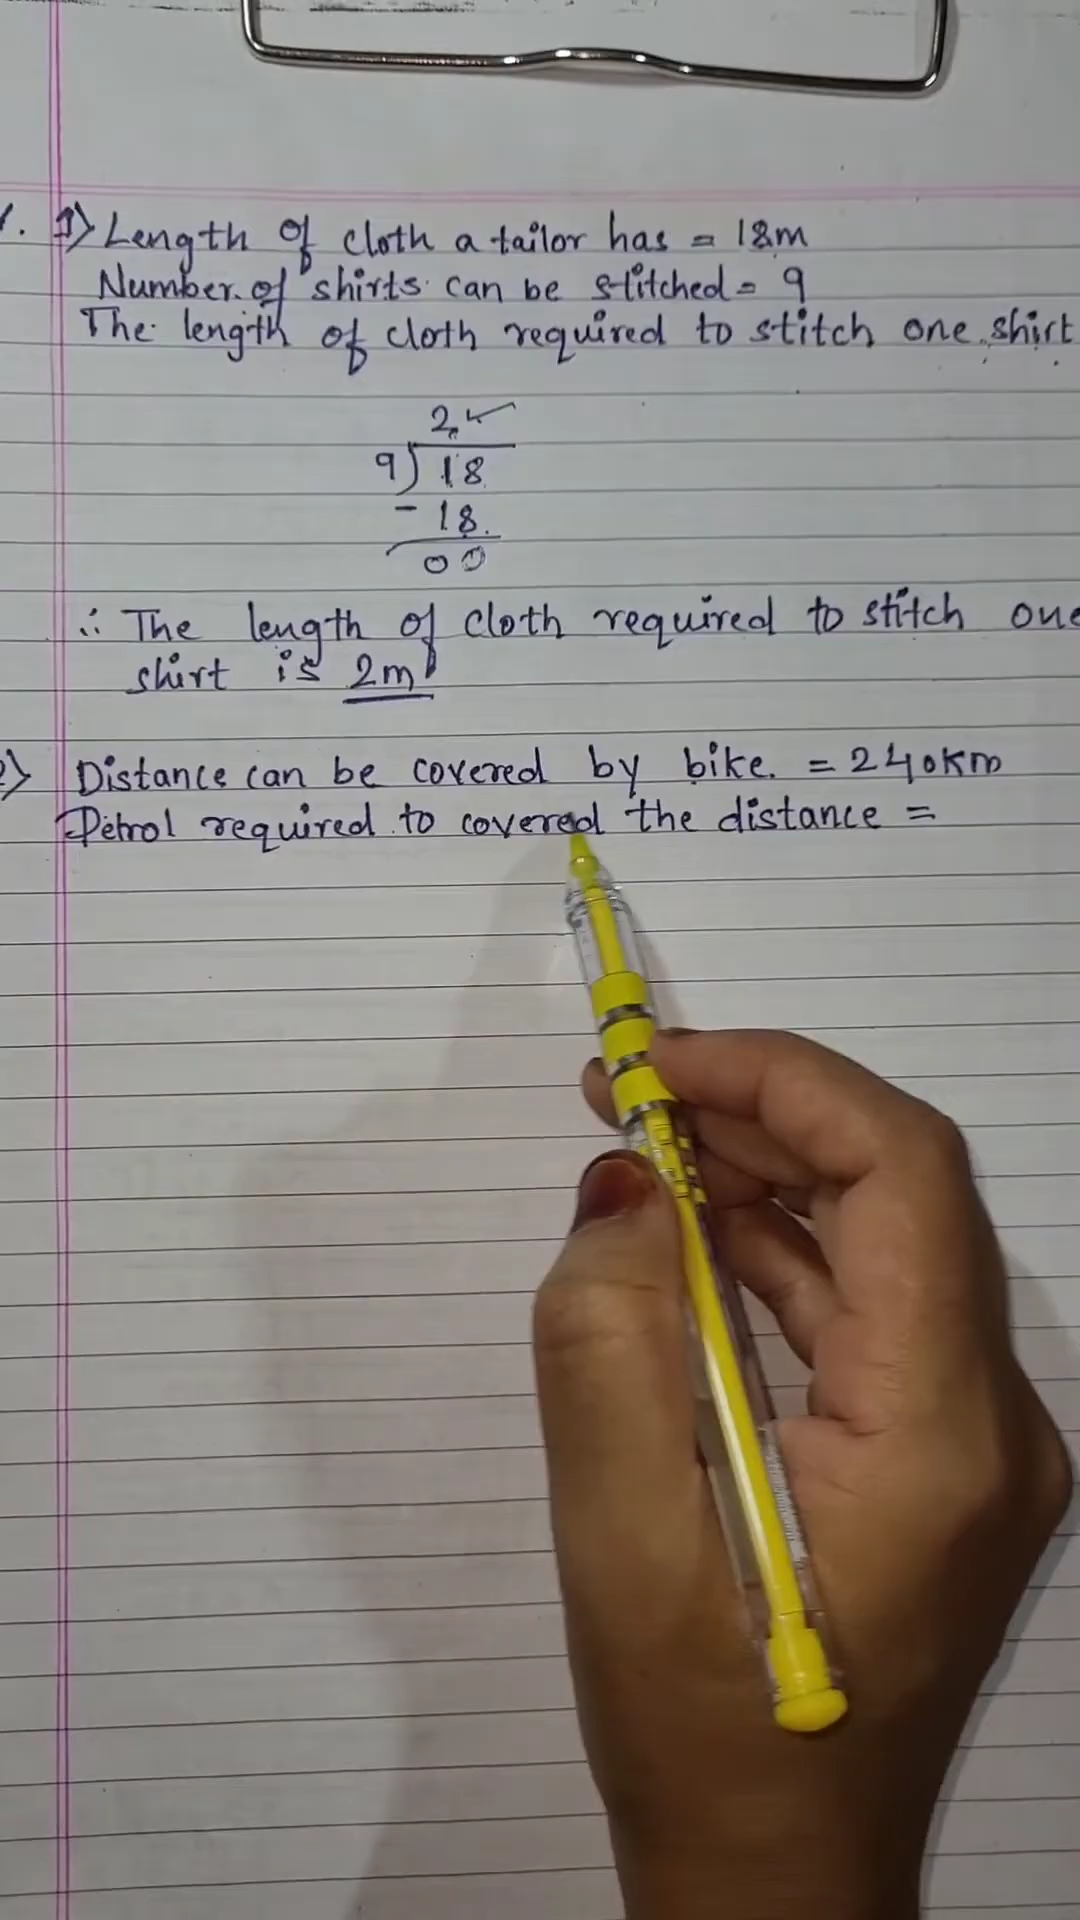 1. 1) Length of cloth a tailor has = 18m
Number of shirts can be stitched = 9
The length of cloth required to stitch one shirt
2
9) 18
- 18
00
∴ The length of cloth required to stitch one
shirt is 2m
2) Distance can be covered by bike = 240km
Petrol required to covered the distance =